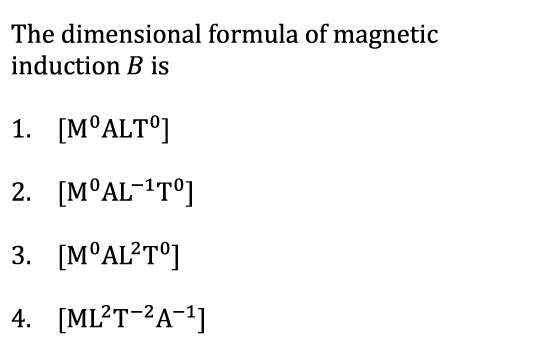 The dimensional formula of magnetic
induction B is
1. [M⁰ALT⁰]
2. [M⁰AL⁻¹T⁰]
3. [M⁰AL²T⁰]
4. [ML²T⁻²A⁻¹]